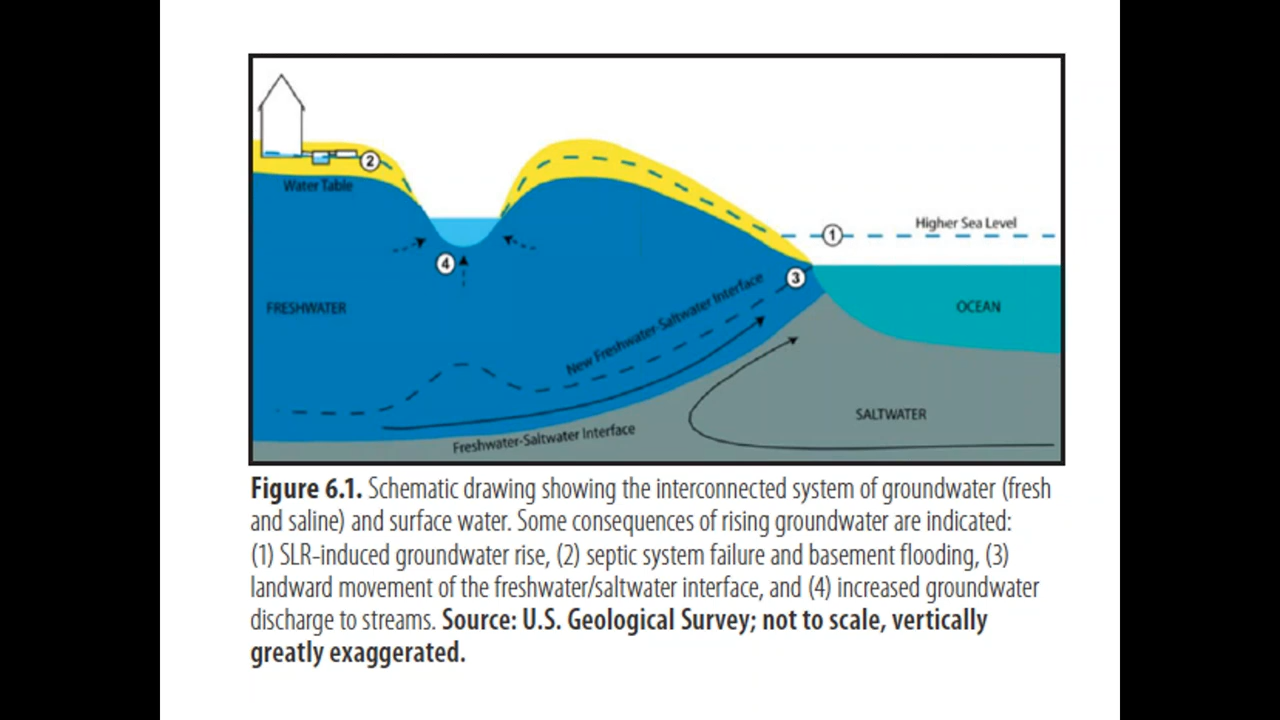 2
Water Table
Higher Sea Level
1
4
3
FRESHWATER
OCEAN
New Freshwater-Saltwater Interface
SALTWATER
Freshwater-Saltwater Interface
Figure 6.1. Schematic drawing showing the interconnected system of groundwater (fresh
and saline) and surface water. Some consequences of rising groundwater are indicated:
(1) SLR-induced groundwater rise, (2) septic system failure and basement flooding, (3)
landward movement of the freshwater/saltwater interface, and (4) increased groundwater
discharge to streams. Source: U.S. Geological Survey; not to scale, vertically
greatly exaggerated.